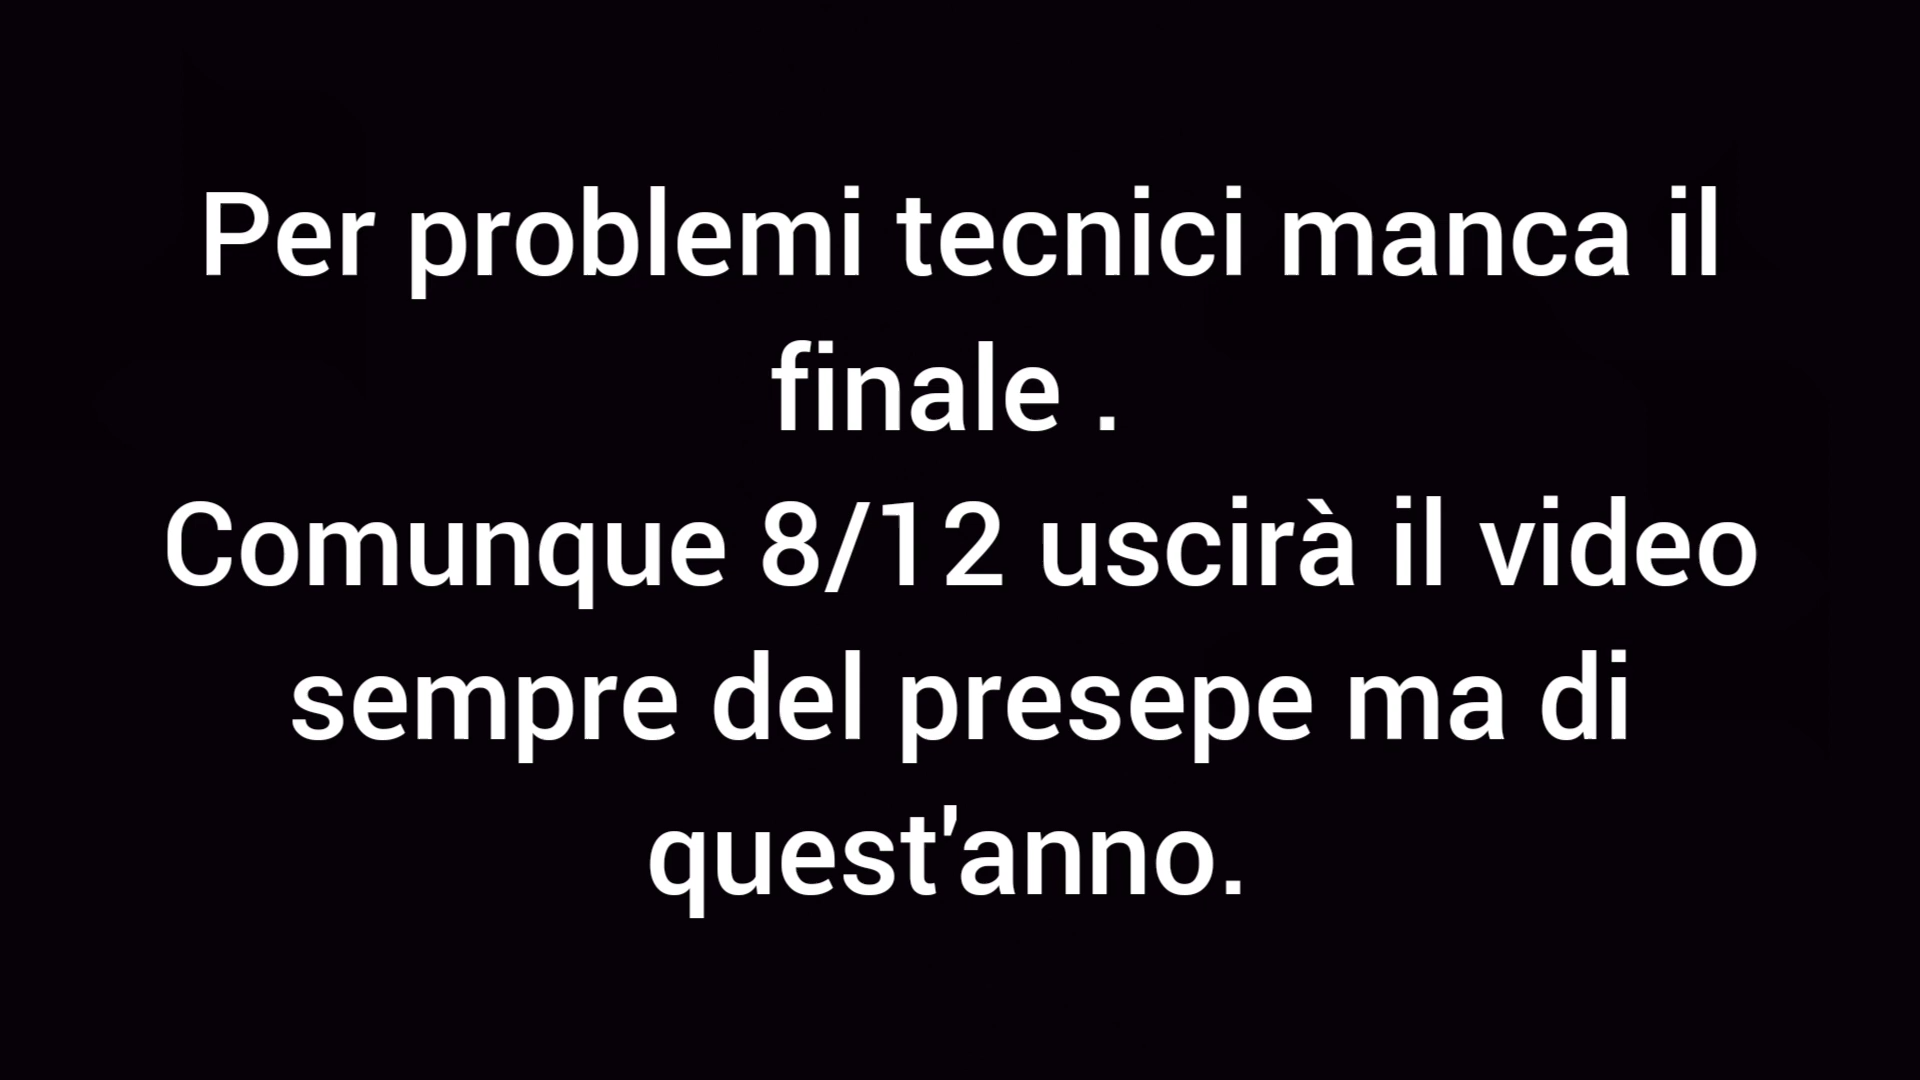 Per problemi tecnici manca il
finale .
Comunque 8/12 uscirà il video
sempre del presepe ma di
quest'anno.